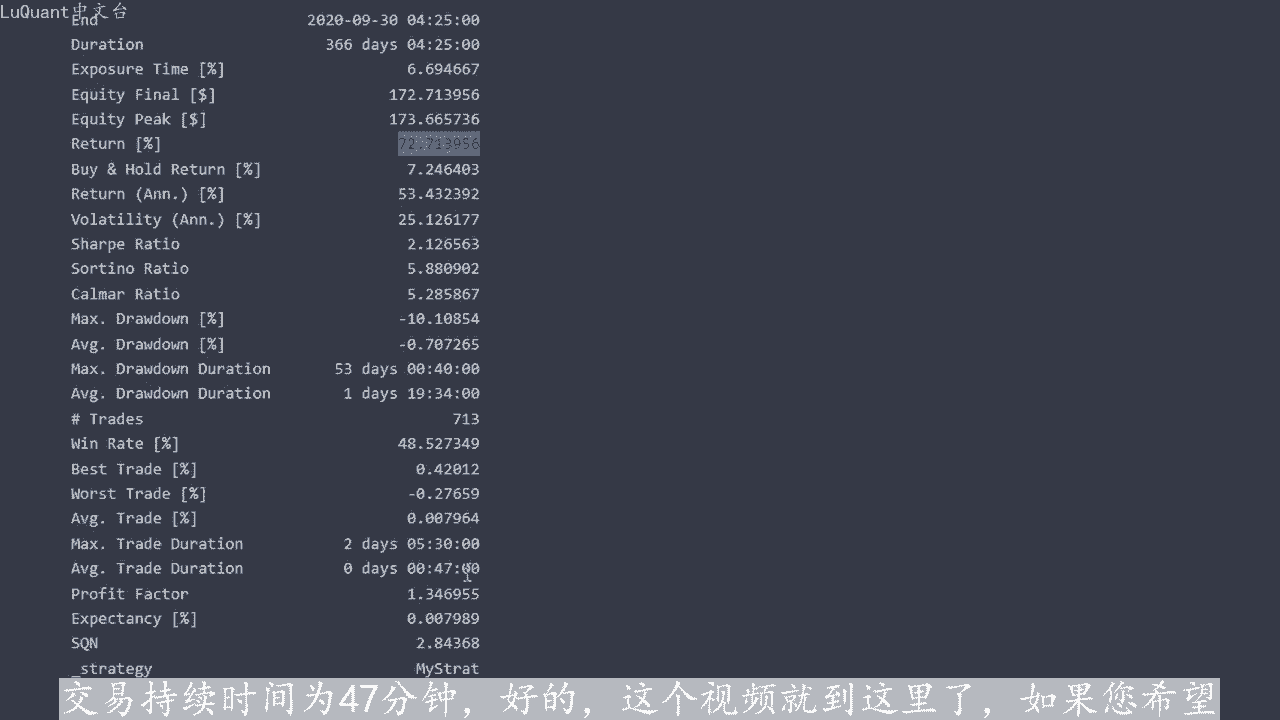 LuQuant中文台
End 2020-09-30 04:25:00
Duration 366 days 04:25:00
Exposure Time [%] 6.694667
Equity Final [$] 172.713956
Equity Peak [$] 173.665736
Return [%] 72.713956
Buy & Hold Return [%] 7.246403
Return (Ann.) [%] 53.432392
Volatility (Ann.) [%] 25.126177
Sharpe Ratio 2.126563
Sortino Ratio 5.880902
Calmar Ratio 5.285867
Max. Drawdown [%] -10.10854
Avg. Drawdown [%] -0.707265
Max. Drawdown Duration 53 days 00:40:00
Avg. Drawdown Duration 1 days 19:34:00
# Trades 713
Win Rate [%] 48.527349
Best Trade [%] 0.42012
Worst Trade [%] -0.27659
Avg. Trade [%] 0.007964
Max. Trade Duration 2 days 05:30:00
Avg. Trade Duration 0 days 00:47:00
Profit Factor 1.346955
Expectancy [%] 0.007989
SQN 2.84368
_strategy MyStrat
交易持续时间为47分钟，好的，这个视频就到这里了，如果您希望